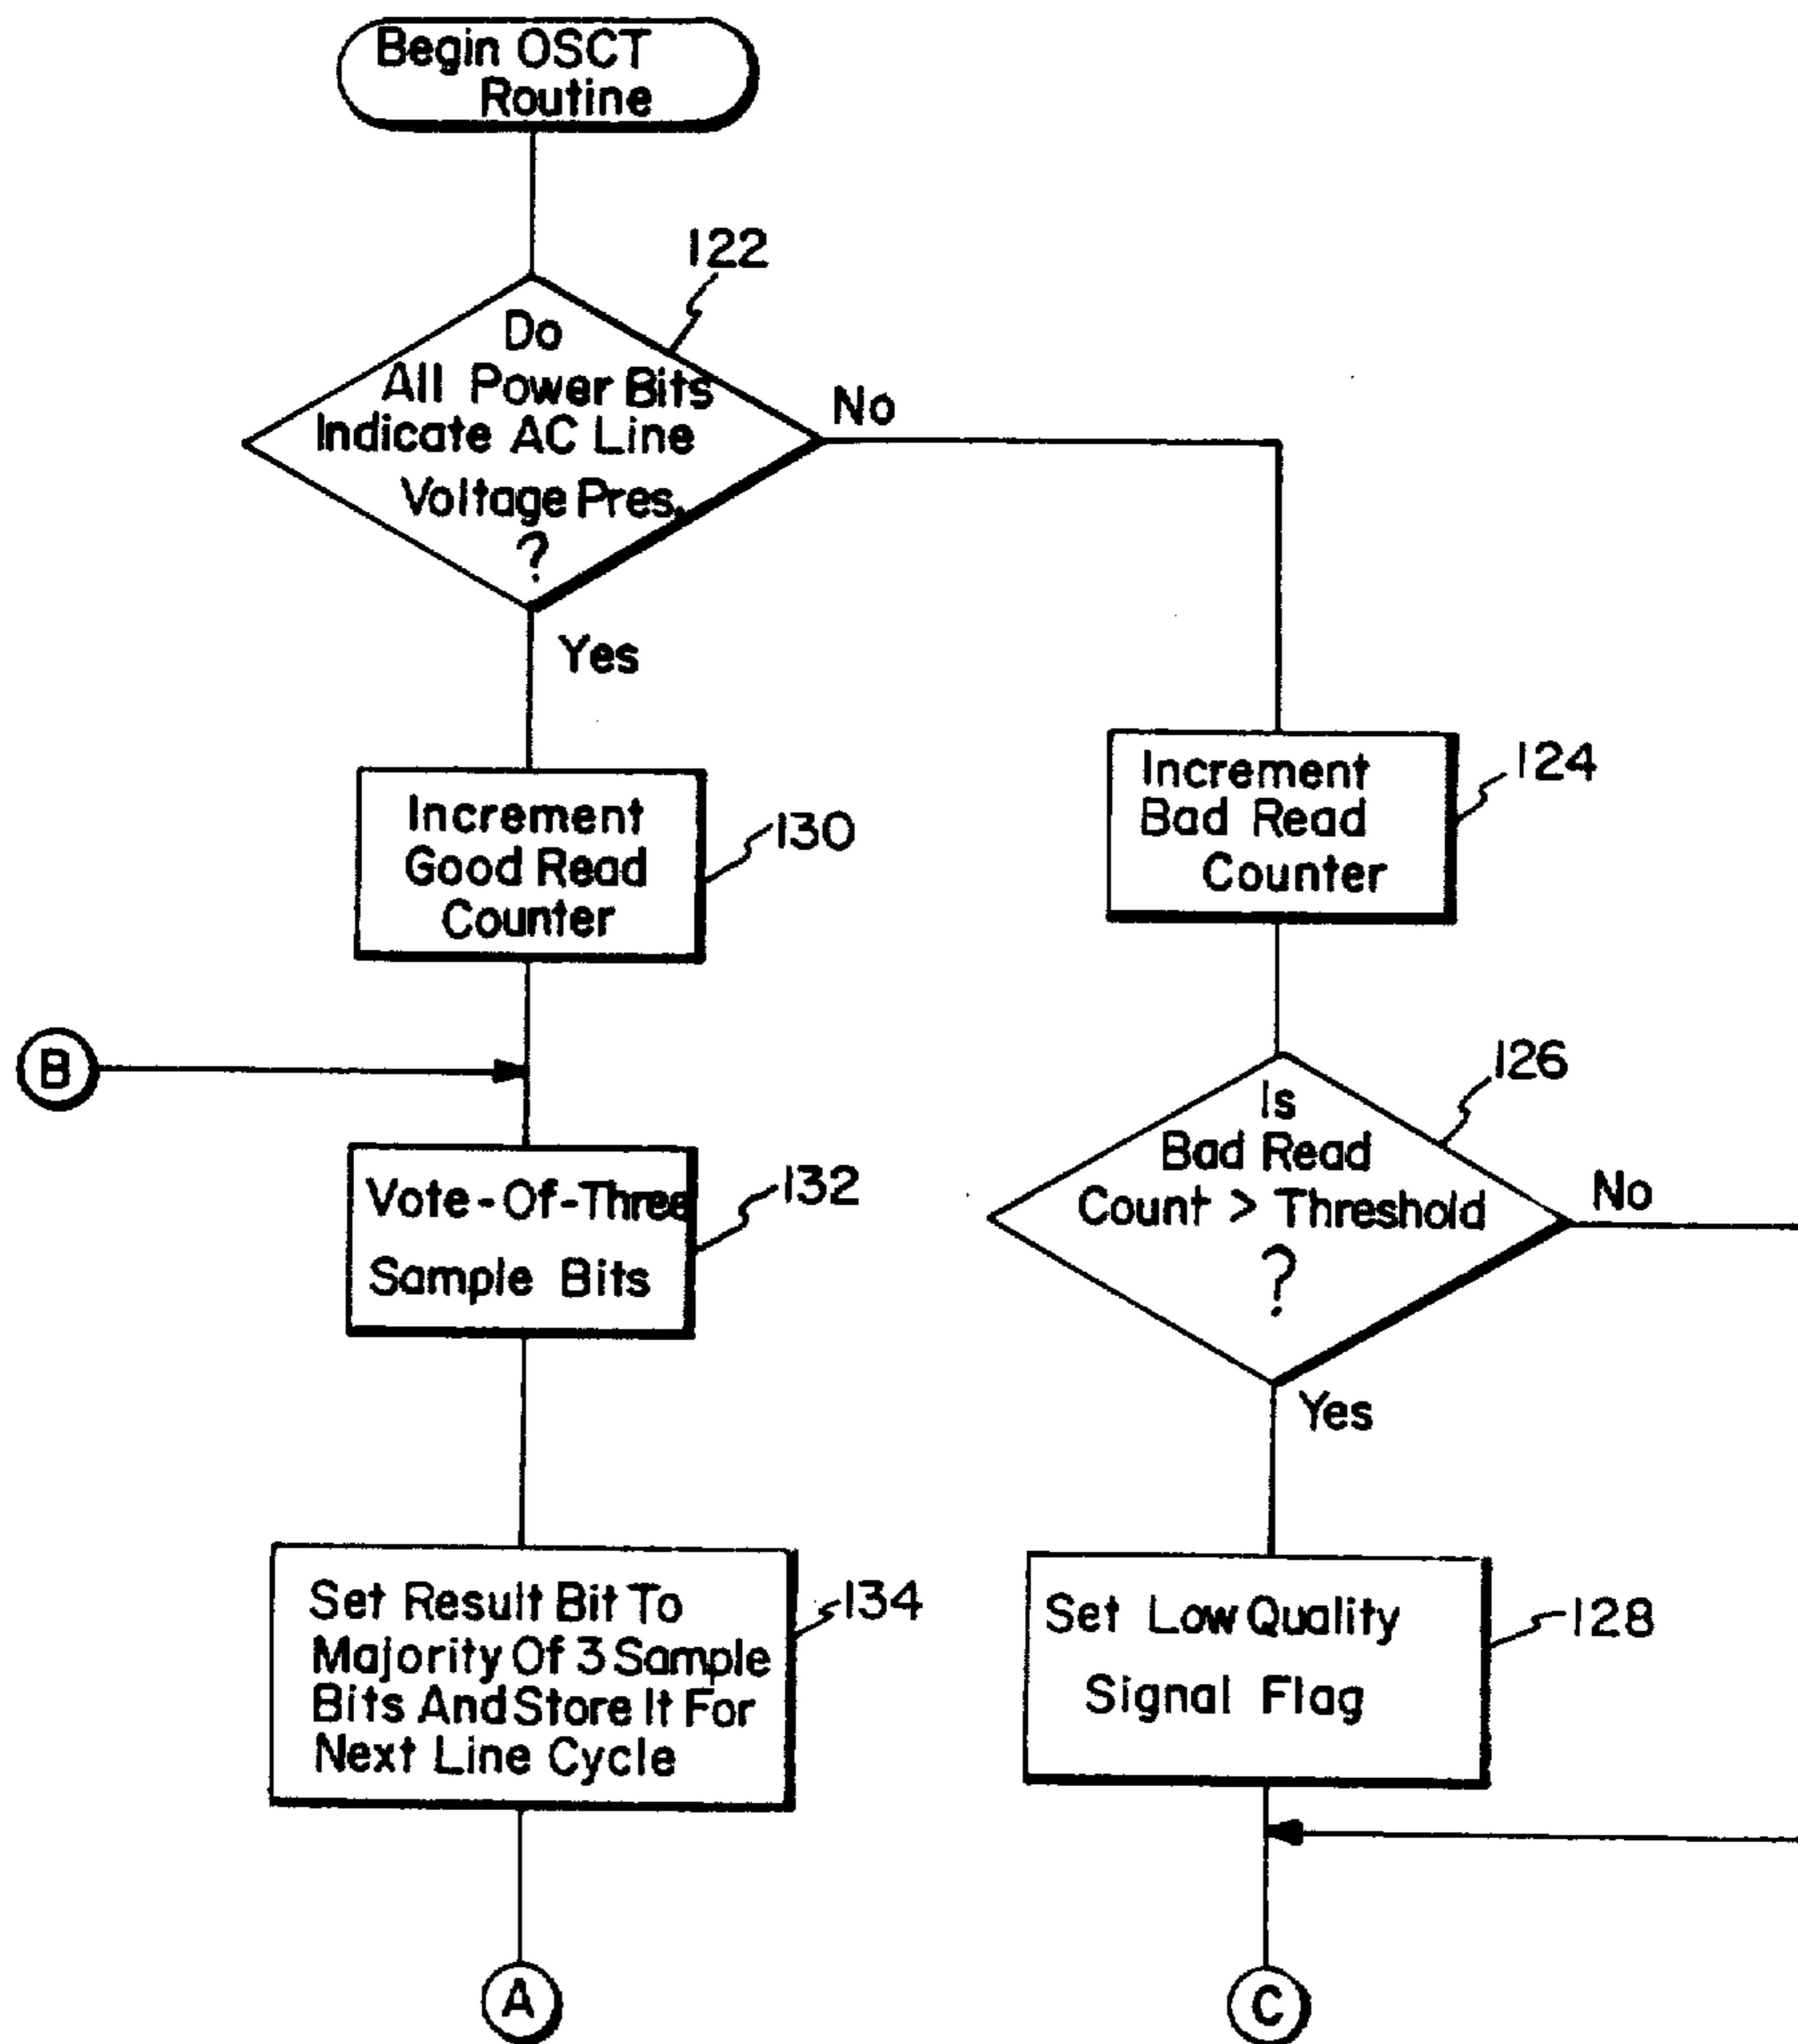 Begin OSCT
Routine
122
Do
All Power Bits
Indicate AC Line
Voltage Pres.
?
No
Yes
Increment
Good Read
Counter
130
Increment
Bad Read
Counter
124
B
Vote-Of-Three
Sample Bits
132
Is
Bad Read
Count > Threshold
?
126
No
Yes
Set Result Bit To
Majority Of 3 Sample
Bits And Store It For
Next Line Cycle
134
Set Low Quality
Signal Flag
128
A
C